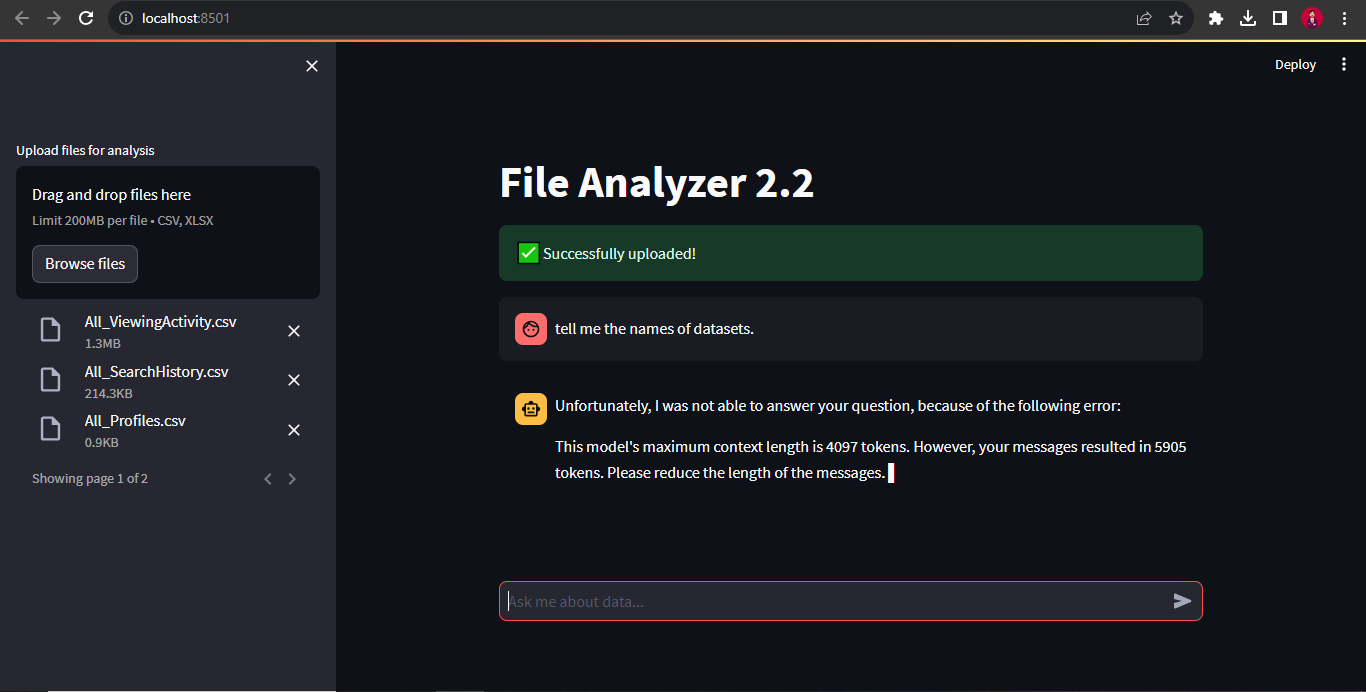 localhost:8501
Deploy
Upload files for analysis
Drag and drop files here
Limit 200MB per file • CSV, XLSX
Browse files
All_ViewingActivity.csv
1.3MB
All_SearchHistory.csv
214.3KB
All_Profiles.csv
0.9KB
Showing page 1 of 2
File Analyzer 2.2
✅ Successfully uploaded!
tell me the names of datasets.
Unfortunately, I was not able to answer your question, because of the following error:
This model's maximum context length is 4097 tokens. However, your messages resulted in 5905
tokens. Please reduce the length of the messages.
Ask me about data...